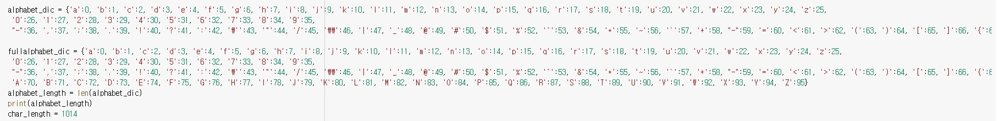 alphabet_dic = {'a':0, 'b':1, 'c':2, 'd':3, 'e':4, 'f':5, 'g':6, 'h':7, 'i':8, 'j':9, 'k':10, 'l':11, 'm':12, 'n':13, 'o':14, 'p':15, 'q':16, 'r':17, 's':18, 't':19, 'u':20, 'v':21, 'w':22, 'x':23, 'y':24, 'z':25,
'0':26, '1':27, '2':28, '3':29, '4':30, '5':31, '6':32, '7':33, '8':34, '9':35,
"-":36, ',':37, ';':38, '.':39, '!':40, '?':41, ':':42, '₩'':43, '"':44, '/':45, '₩₩':46, '|':47, '_':48, '@':49, '#':50, '$':51, '%':52, '^':53, '&':54, '*':55, '~':56, '`':57, '+':58, "-":59, '=':60, '<':61, '>':62, '(':63, ')':64, '[':65, ']':66, '{':6
fullalphabet_dic = {'a':0, 'b':1, 'c':2, 'd':3, 'e':4, 'f':5, 'g':6, 'h':7, 'i':8, 'j':9, 'k':10, 'l':11, 'm':12, 'n':13, 'o':14, 'p':15, 'q':16, 'r':17, 's':18, 't':19, 'u':20, 'v':21, 'w':22, 'x':23, 'y':24, 'z':25,
'0':26, '1':27, '2':28, '3':29, '4':30, '5':31, '6':32, '7':33, '8':34, '9':35,
"-":36, ',':37, ';':38, '.':39, '!':40, '?':41, ':':42, '₩'':43, '"':44, '/':45, '₩₩':46, '|':47, '_':48, '@':49, '#':50, '$':51, '%':52, '^':53, '&':54, '*':55, '~':56, '`':57, '+':58, "-":59, '=':60, '<':61, '>':62, '(':63, ')':64, '[':65, ']':66, '{':6
'A':70, 'B':71, 'C':72, 'D':73, 'E':74, 'F':75, 'G':76, 'H':77, 'I':78, 'J':79, 'K':80, 'L':81, 'M':82, 'N':83, 'O':84, 'P':85, 'Q':86, 'R':87, 'S':88, 'T':89, 'U':90, 'V':91, 'W':92, 'X':93, 'Y':94, 'Z':95}
alphabet_length = len(alphabet_dic)
print(alphabet_length)
char_length = 1014